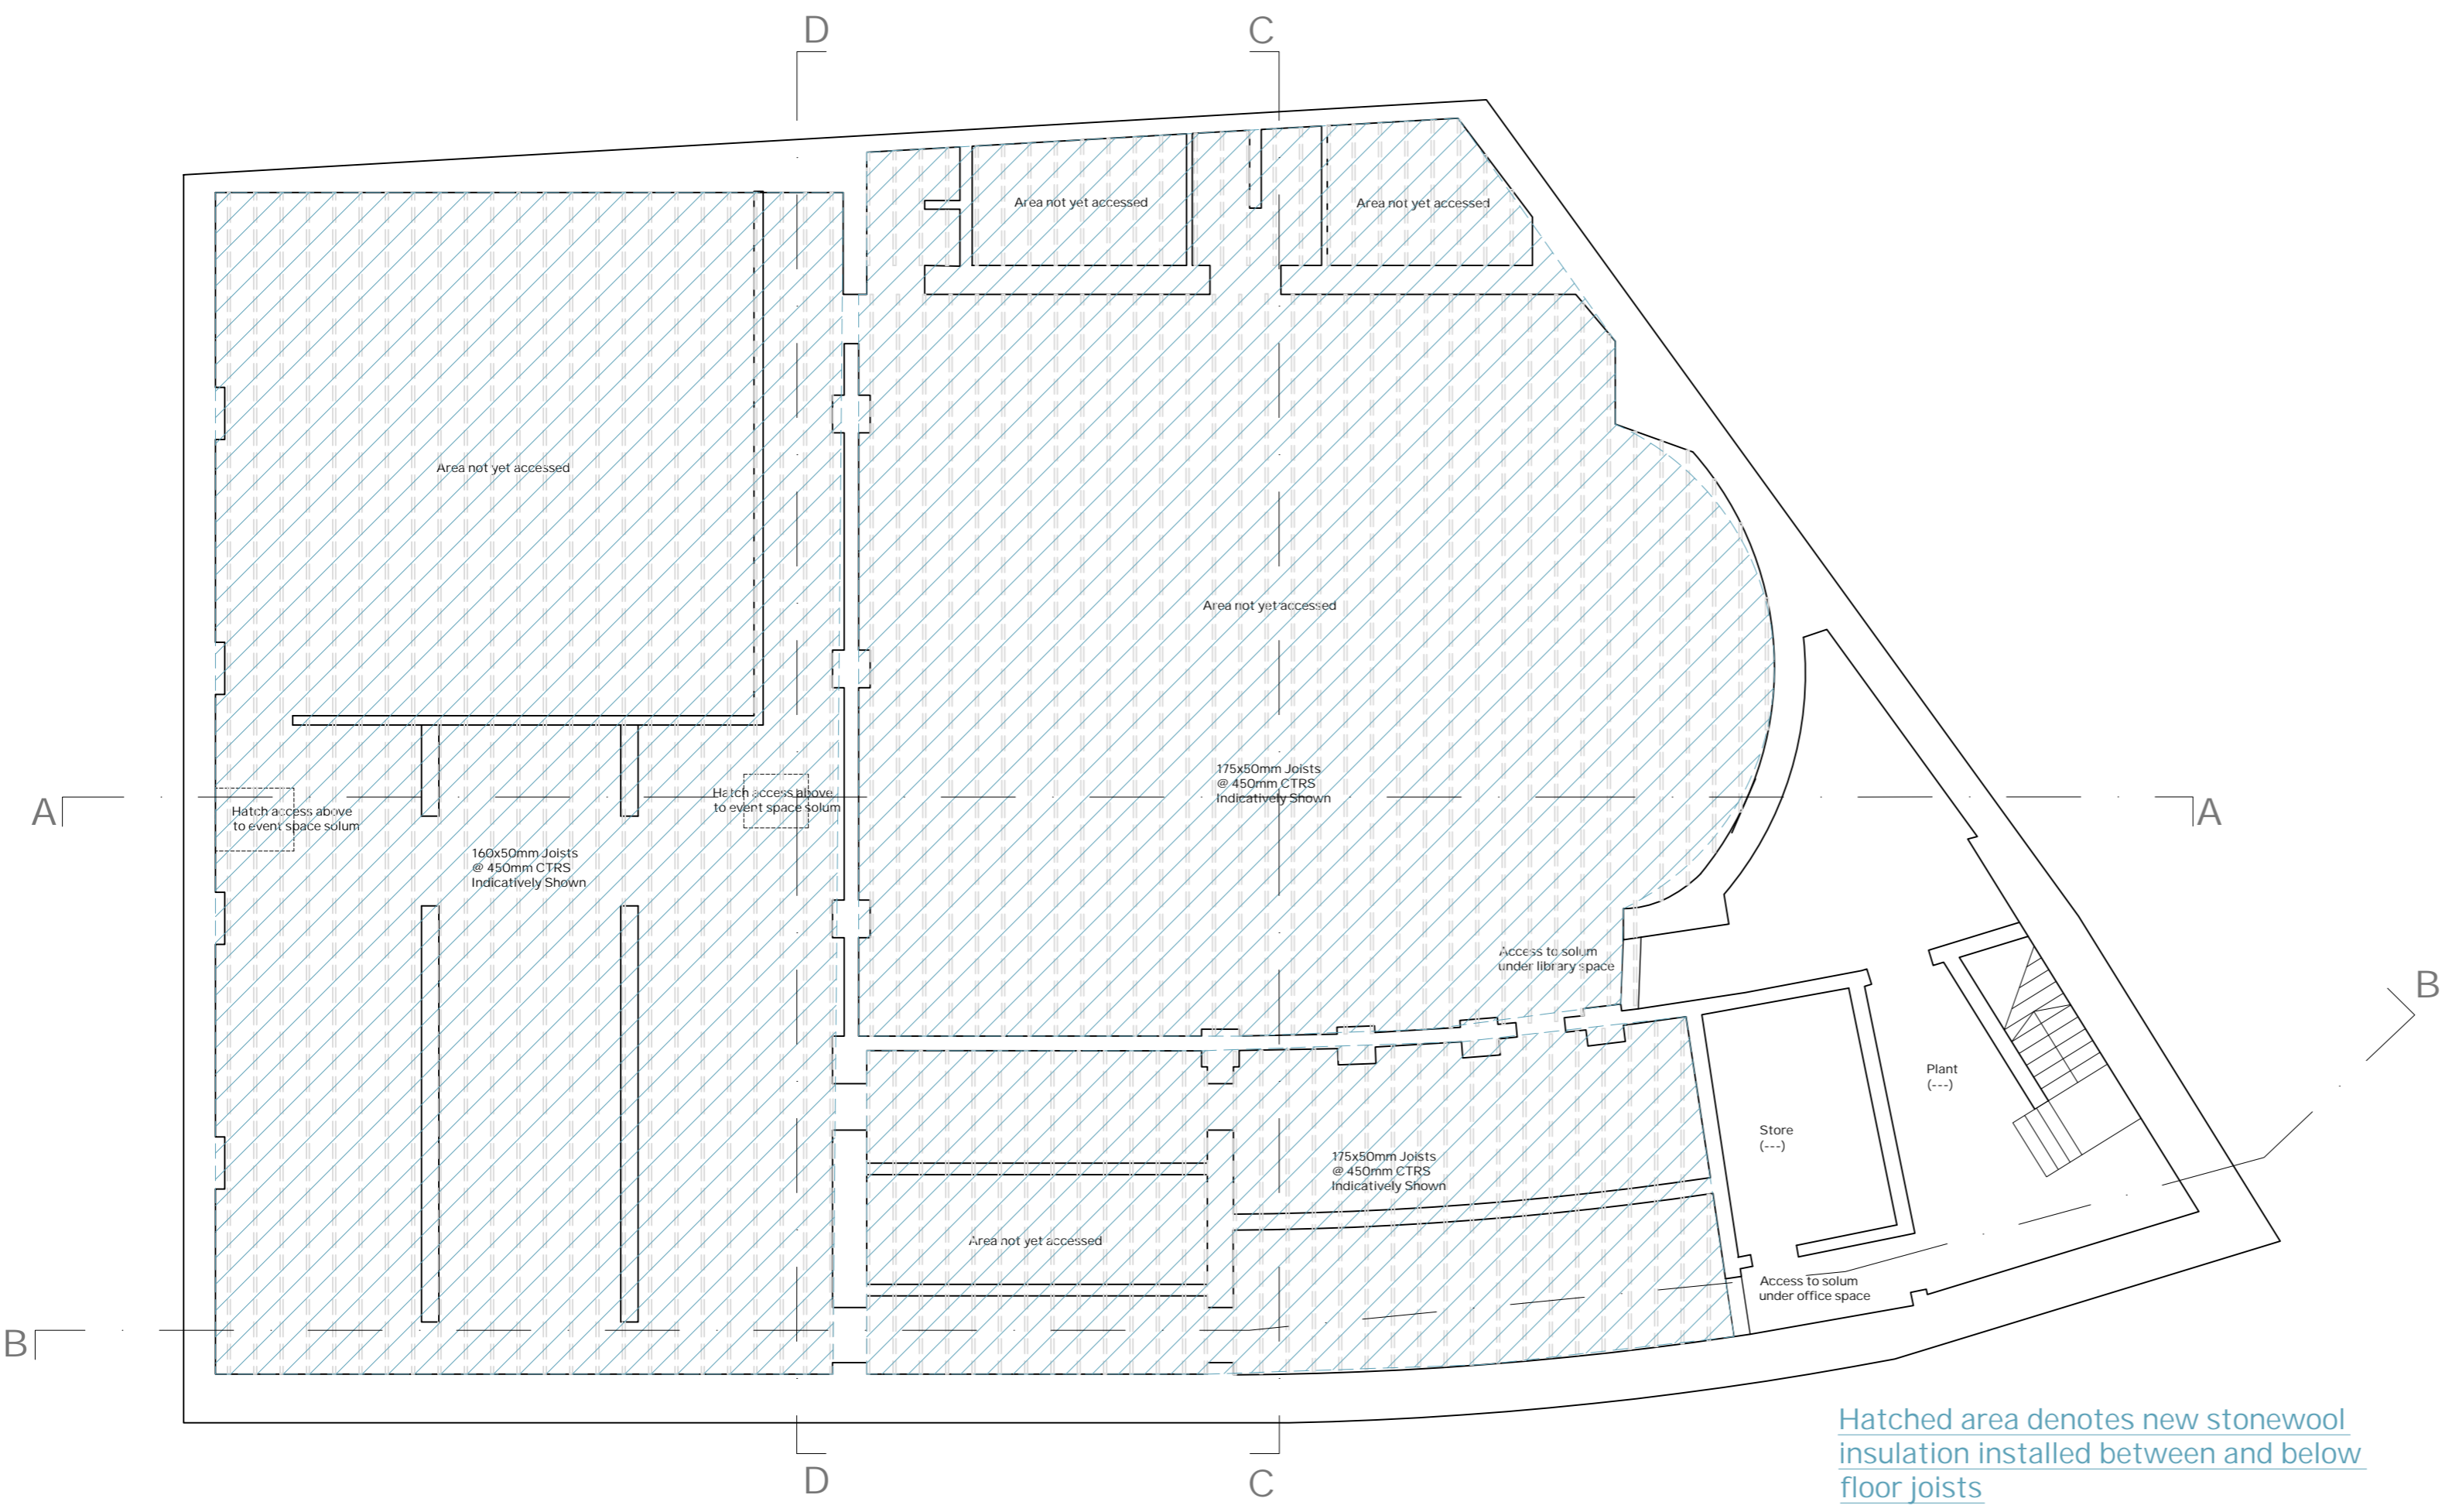 D
C
Area not yet accessed
Area not yet accessed
Area not yet accessed
Area not yet accessed
175x50mm Joists
@ 450mm CTRS
Indicatively Shown
A
A
Hatch access above
to event space solum
Hatch access above
to event space solum
160x50mm Joists
@ 450mm CTRS
Indicatively Shown
Access to solum
under library space
B
Plant
(---)
Store
(---)
175x50mm Joists
@ 450mm CTRS
Indicatively Shown
Area not yet accessed
Access to solum
under office space
B
Hatched area denotes new stonewool
insulation installed between and below
floor joists
D
C